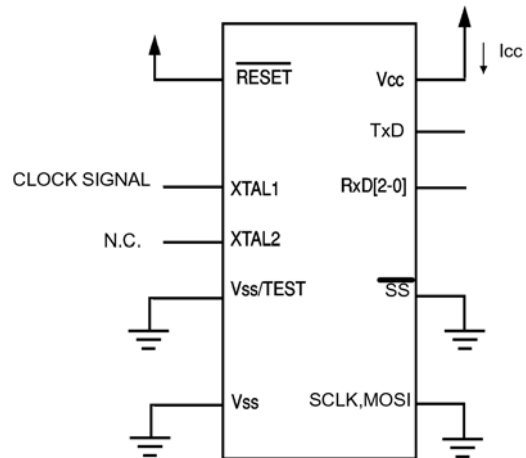 Icc
RESET
Vcc
TxD
CLOCK SIGNAL
XTAL1
RxD[2-0]
N.C.
XTAL2
Vss/TEST
SS
Vss
SCLK,MOSI